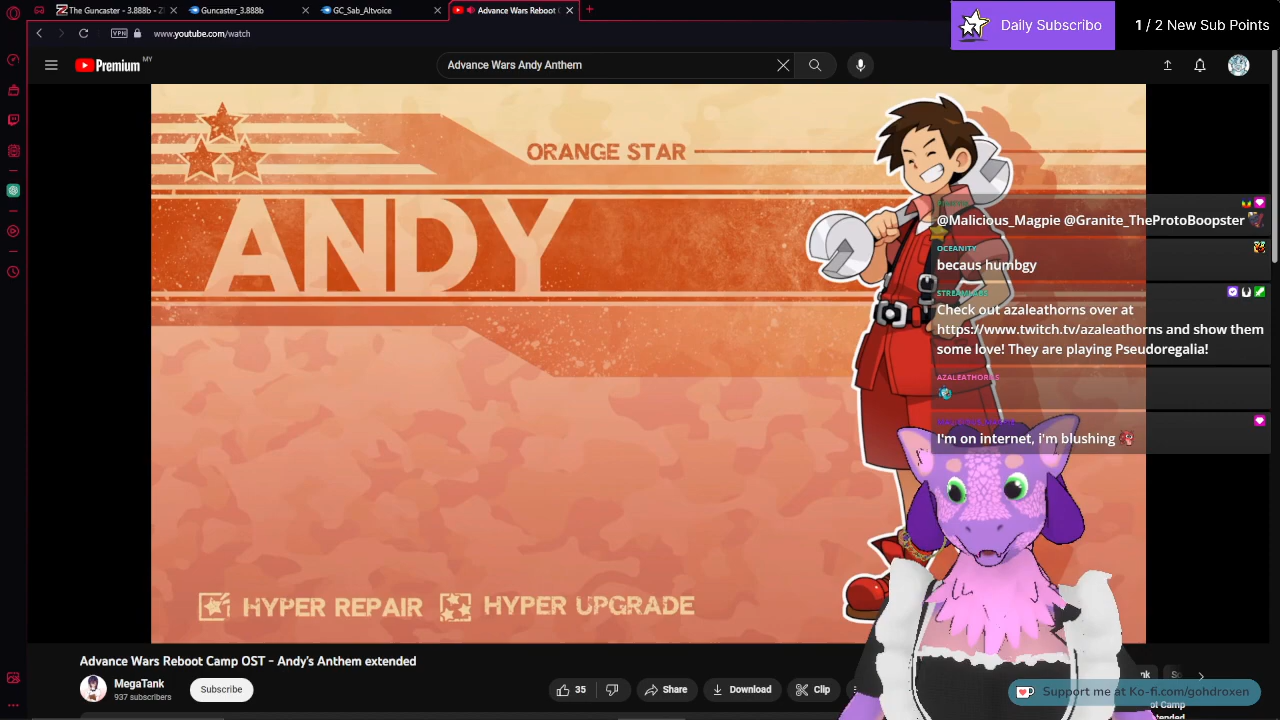 The Guncaster - 3.888b - Z
Guncaster_3.888b
GC_Sab_Altvoice
Advance Wars Reboot C
Daily Subscribo
1 / 2 New Sub Points
VPN
www.youtube.com/watch
Premium MY
Advance Wars Andy Anthem
ORANGE STAR
ANDY
@Malicious_Magpie @Granite_TheProtoBoopster
OCEANITY
becaus humbgy
STREAMLABS
Check out azaleathorns over at
https://www.twitch.tv/azaleathorns and show them
some love! They are playing Pseudoregalia!
AZALEATHORNS
I'm on internet, i'm blushing
HYPER REPAIR
HYPER UPGRADE
Advance Wars Reboot Camp OST - Andy's Anthem extended
MegaTank
937 subscribers
Subscribe
35
Share
Download
Clip
Support me at Ko-fi.com/gohdroxen